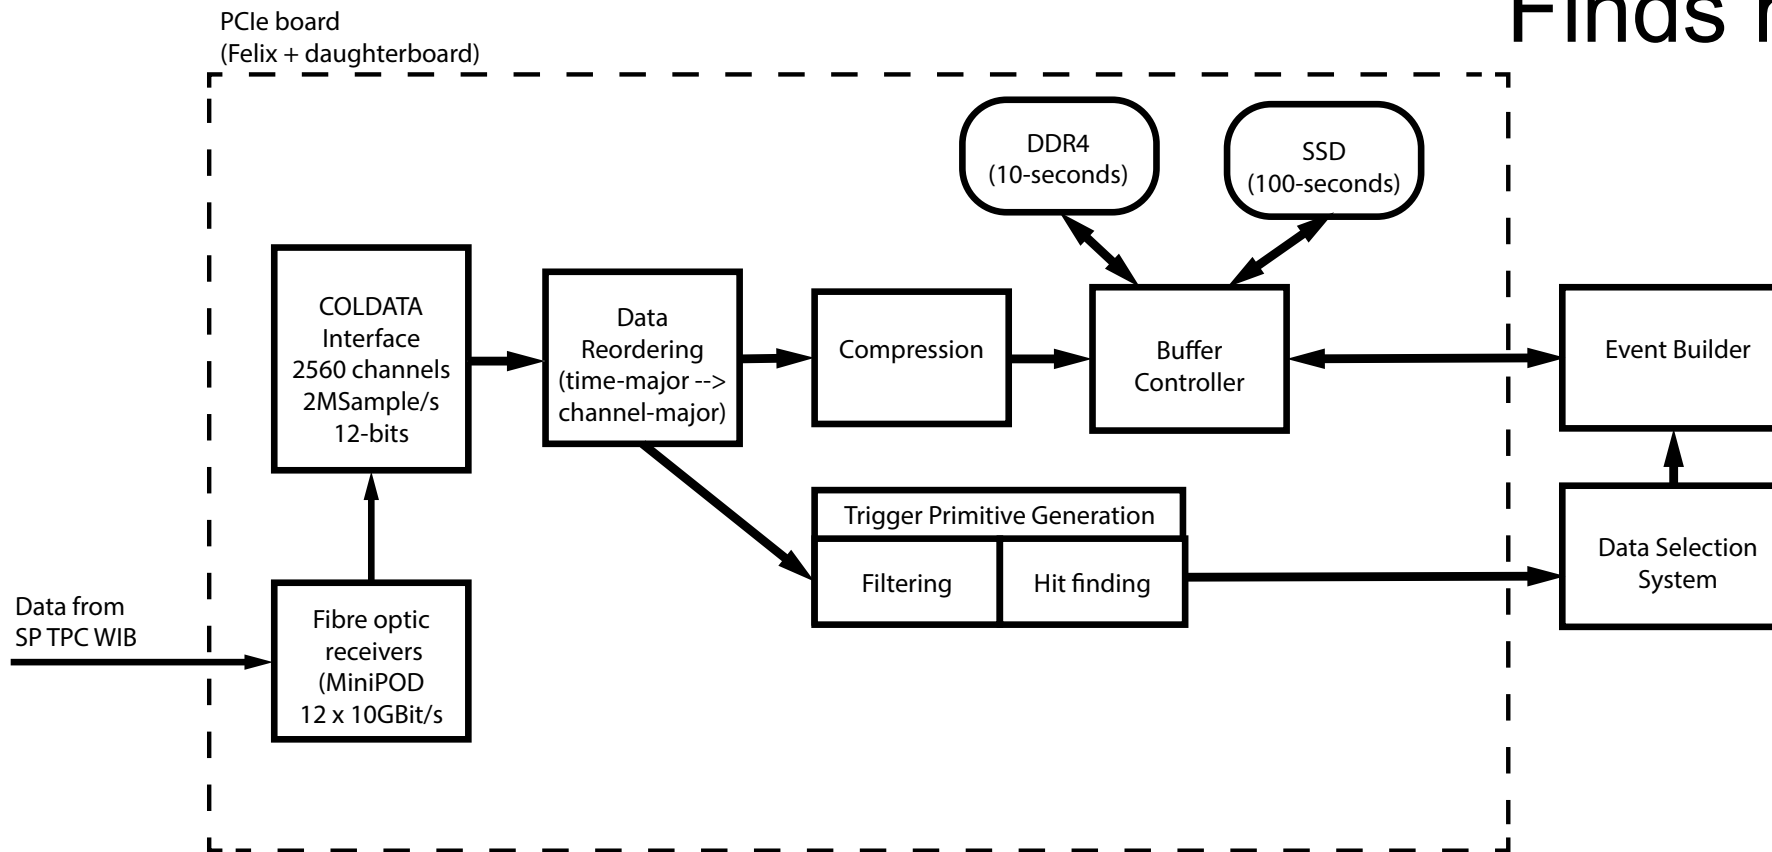 PCIe board
(Felix + daughterboard)
Finds
DDR4
(10-seconds)
SSD
(100-seconds)
COLDATA
Interface
2560 channels
2MSample/s
12-bits
Data
Reordering
(time-major -->
channel-major)
Compression
Buffer
Controller
Event Builder
Trigger Primitive Generation
Filtering
Hit finding
Data Selection
System
Data from
SP TPC WIB
Fibre optic
receivers
(MiniPOD
12 x 10GBit/s